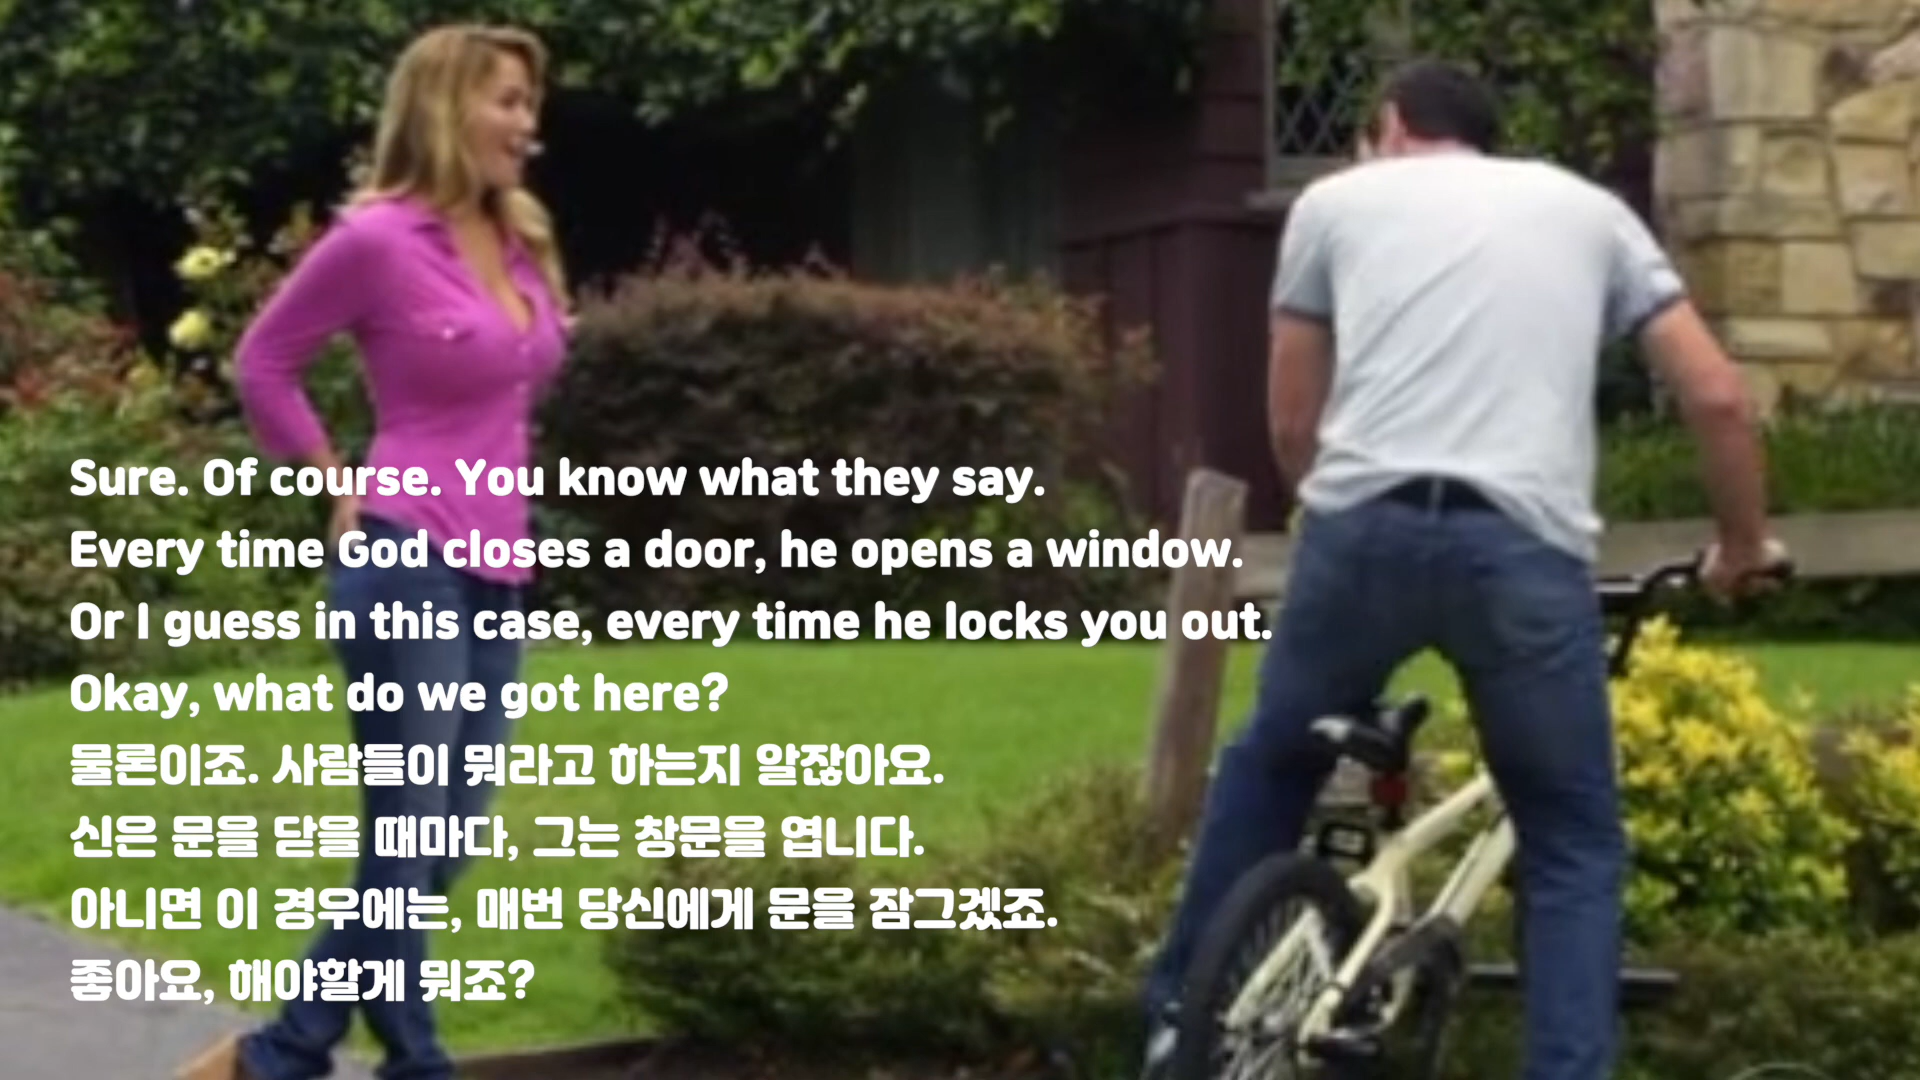 Sure. Of course. You know what they say.
Every time God closes a door, he opens a window.
Or I guess in this case, every time he locks you out.
Okay, what do we got here?
물론이죠. 사람들이 뭐라고 하는지 알잖아요.
신은 문을 닫을 때마다, 그는 창문을 엽니다.
아니면 이 경우에는, 매번 당신에게 문을 잠그겠죠.
좋아요, 해야할게 뭐죠?